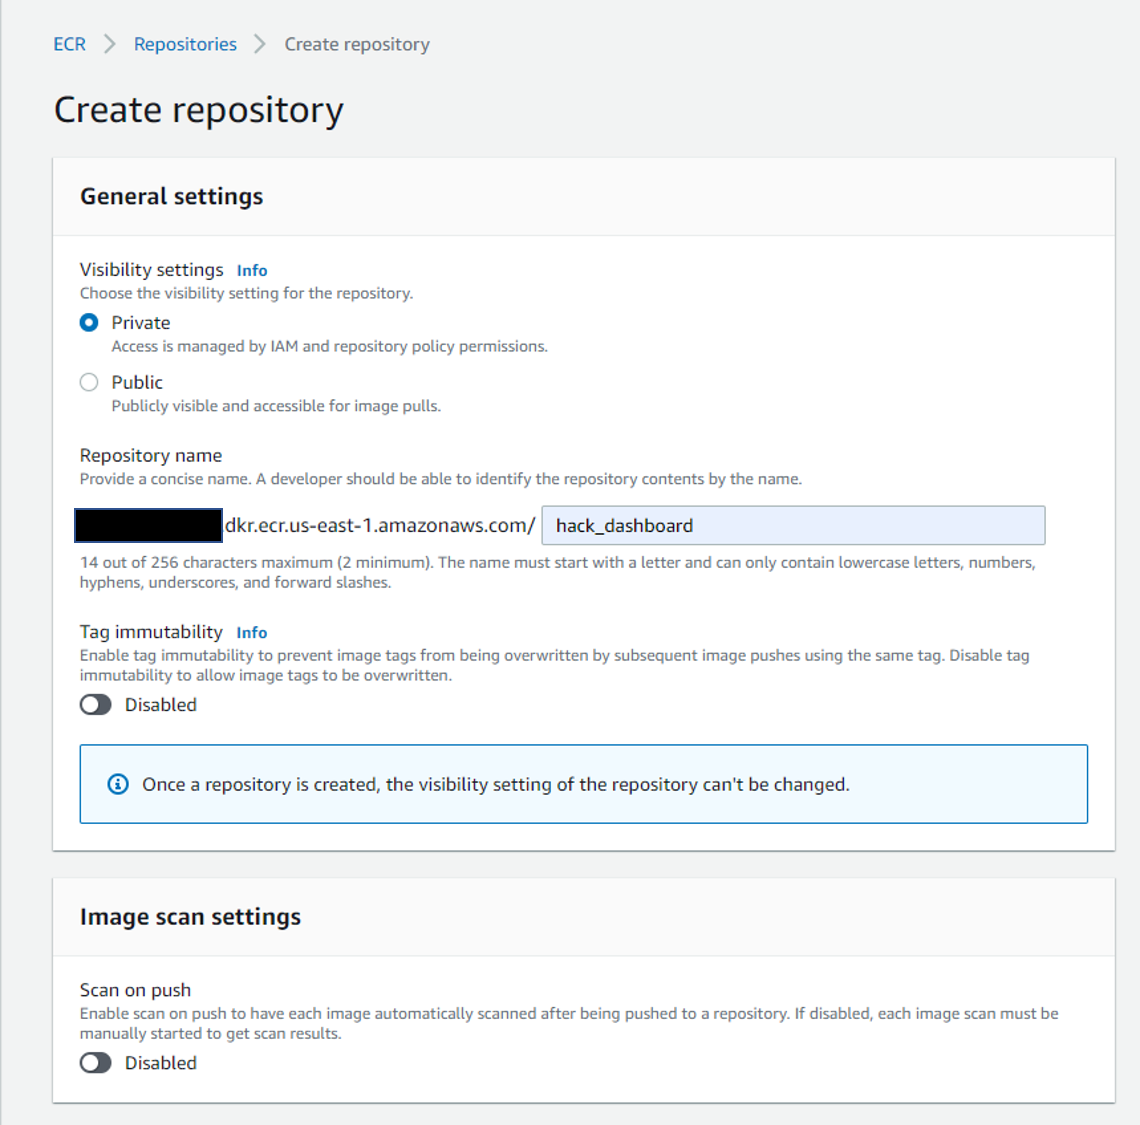 ECR > Repositories > Create repository
Create repository
General settings
Visibility settings Info
Choose the visibility setting for the repository.
Private
Access is managed by IAM and repository policy permissions.
Public
Publicly visible and accessible for image pulls.
Repository name
Provide a concise name. A developer should be able to identify the repository contents by the name.
dkr.ecr.us-east-1.amazonaws.com/ hack_dashboard
14 out of 256 characters maximum (2 minimum). The name must start with a letter and can only contain lowercase letters, numbers,
hyphens, underscores, and forward slashes.
Tag immutability Info
Enable tag immutability to prevent image tags from being overwritten by subsequent image pushes using the same tag. Disable tag
immutability to allow image tags to be overwritten.
Disabled
Once a repository is created, the visibility setting of the repository can't be changed.
Image scan settings
Scan on push
Enable scan on push to have each image automatically scanned after being pushed to a repository. If disabled, each image scan must be
manually started to get scan results.
Disabled